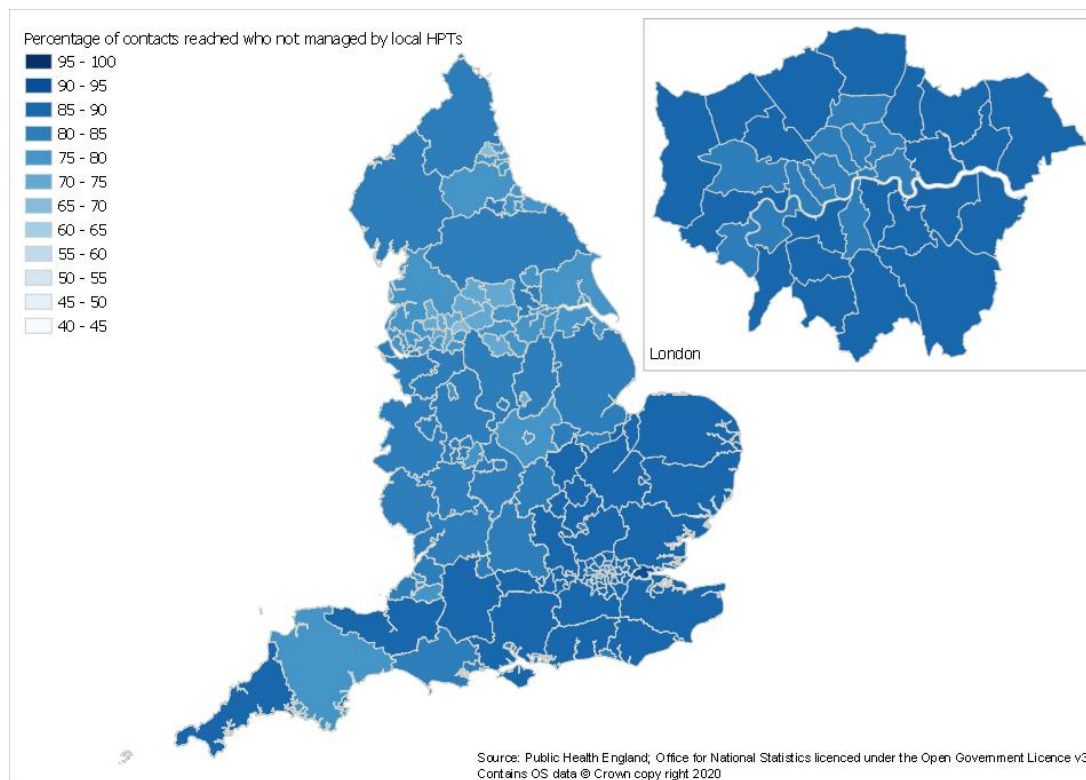 Percentage of contacts reached who not managed by local HPTs
95 - 100
90 - 95
85 - 90
80 - 85
75 - 80
70 - 75
65 - 70
60 - 65
55 - 60
50 - 55
45 - 50
40 - 45
London
Source: Public Health England; Office for National Statistics licenced under the Open Government Licence v3
Contains OS data © Crown copy right 2020